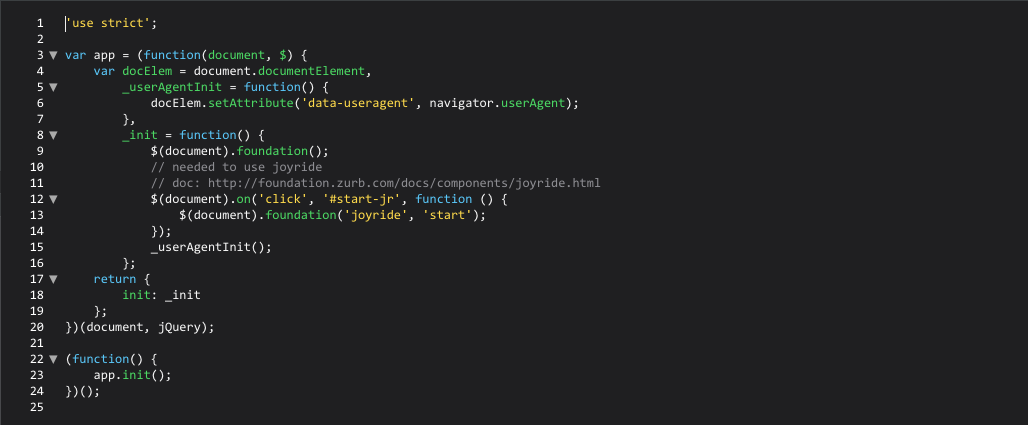 1 'use strict';
2
3 ▼ var app = (function(document, $) {
4     var docElem = document.documentElement,
5 ▼         _userAgentInit = function() {
6             docElem.setAttribute('data-useragent', navigator.userAgent);
7         },
8 ▼         _init = function() {
9             $(document).foundation();
10             // needed to use joyride
11             // doc: http://foundation.zurb.com/docs/components/joyride.html
12 ▼             $(document).on('click', '#start-jr', function () {
13                 $(document).foundation('joyride', 'start');
14             });
15             _userAgentInit();
16         };
17 ▼     return {
18         init: _init
19     };
20 })(document, jQuery);
21
22 ▼ (function() {
23     app.init();
24 })();
25